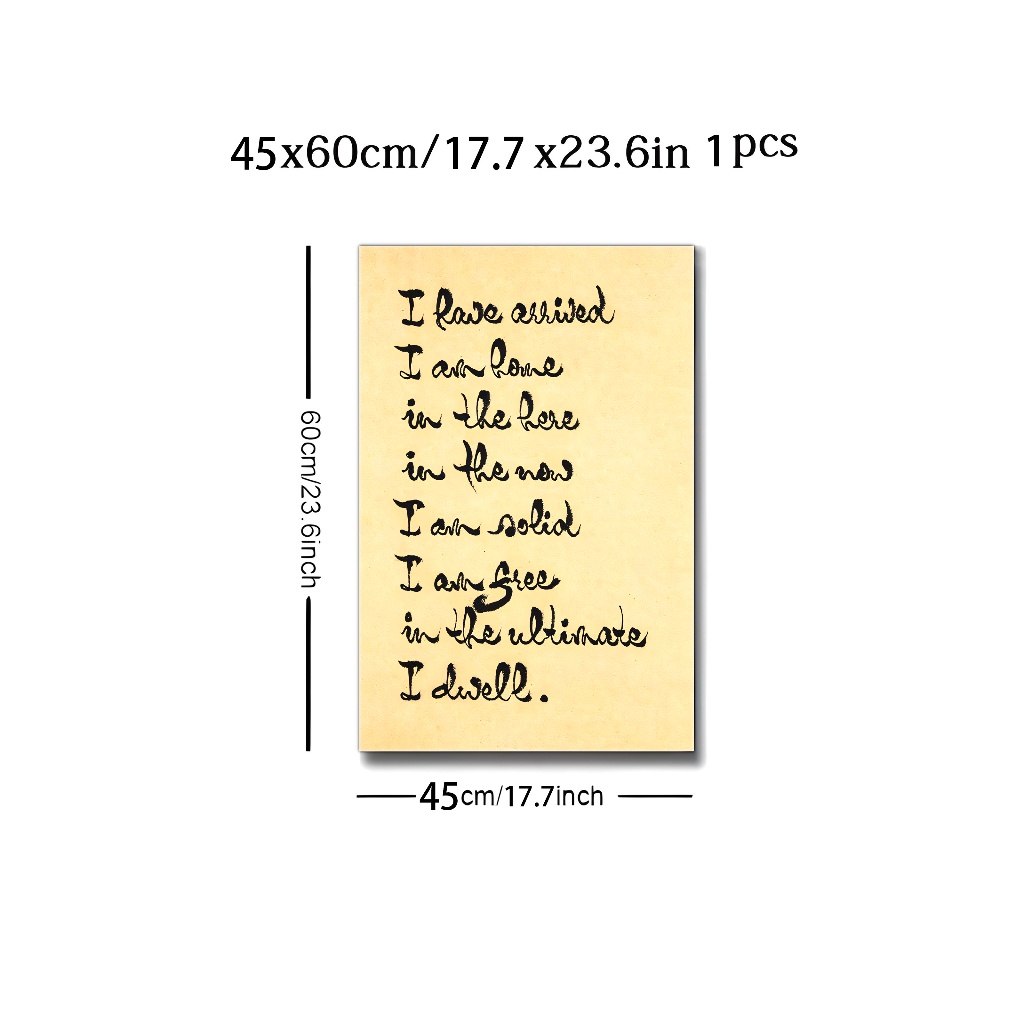 45x60cm/17.7 x23.6in 1pcs
60cm/23.6inch
I have arrived
I am home
in the here
in the now
I am solid
I am free
in the ultimate
I dwell.
45cm/17.7inch